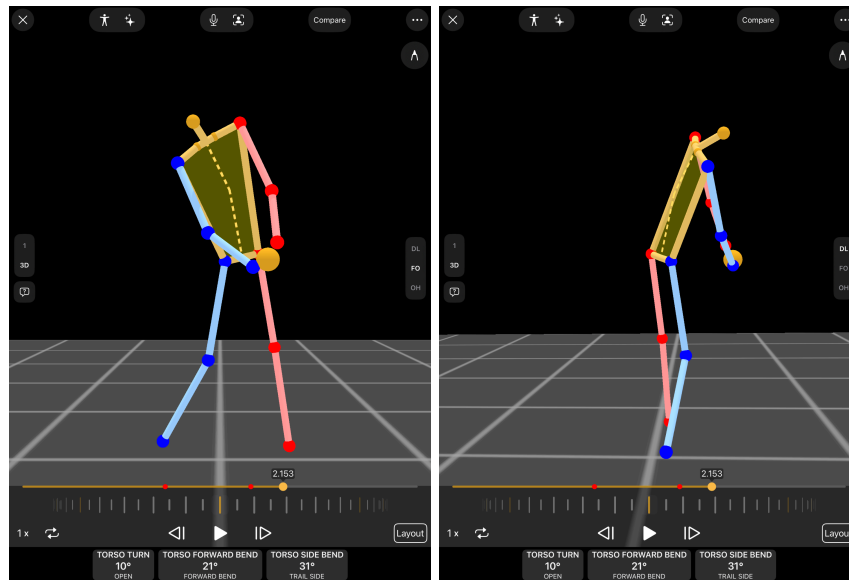 Compare
1
3D
DL
FO
OH
2.153
1 x
Layout
TORSO TURN
10°
OPEN
TORSO FORWARD BEND
21°
FORWARD BEND
TORSO SIDE BEND
31°
TRAIL SIDE
Compare
1
3D
DL
FO
OH
2.153
1 x
Layout
TORSO TURN
10°
OPEN
TORSO FORWARD BEND
21°
FORWARD BEND
TORSO SIDE BEND
31°
TRAIL SIDE